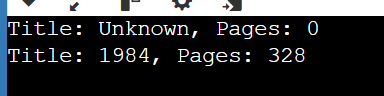 Title: Unknown, Pages: 0
Title: 1984, Pages: 328